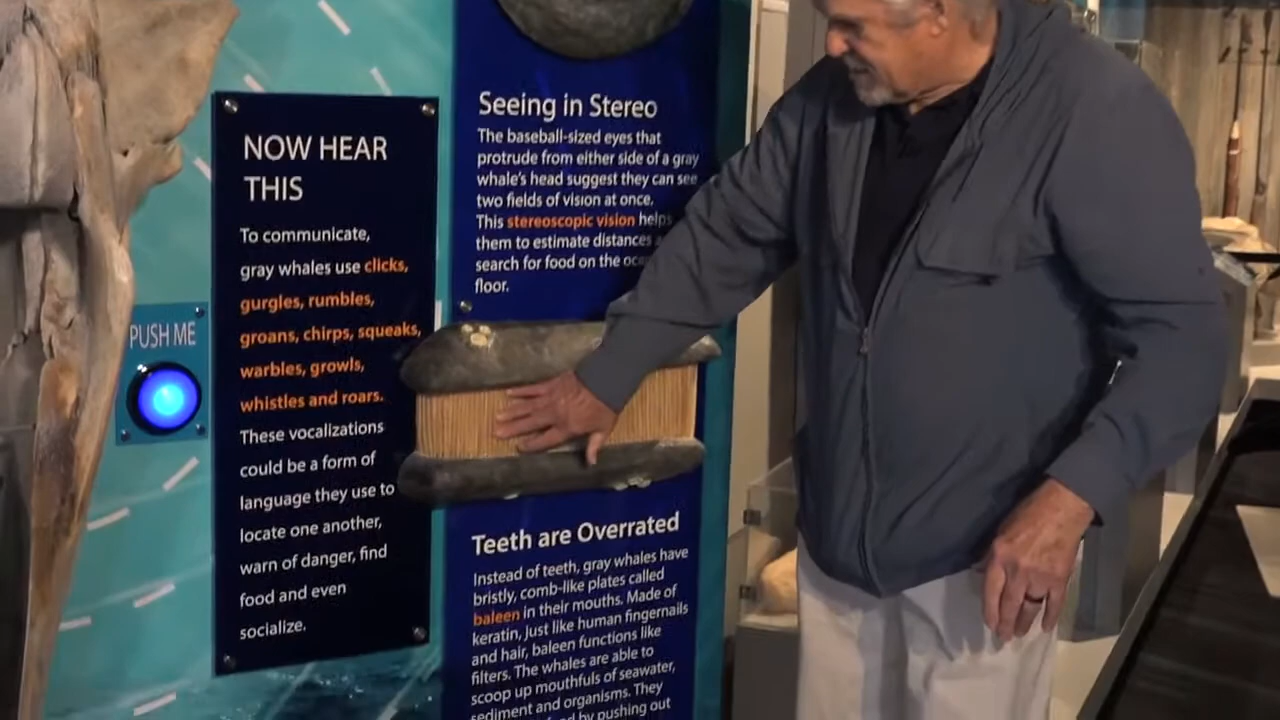 PUSH ME
NOW HEAR
THIS
To communicate,
gray whales use clicks,
gurgles, rumbles,
groans, chirps, squeaks,
warbles, growls,
whistles and roars.
These vocalizations
could be a form of
language they use to
locate one another,
warn of danger, find
food and even
socialize.
Seeing in Stereo
The baseball-sized eyes that
protrude from either side of a gray
whale's head suggest they can see
two fields of vision at once.
This stereoscopic vision helps
them to estimate distances
search for food on the
floor.
Teeth are Overrated
Instead of teeth, gray whales have
bristly, comb-like plates called
baleen in their mouths. Made of
keratin, just like human fingernails
and hair, baleen functions like
filters. The whales are able to
scoop up mouthfuls of seawater,
sediment and organisms. They
by pushing out